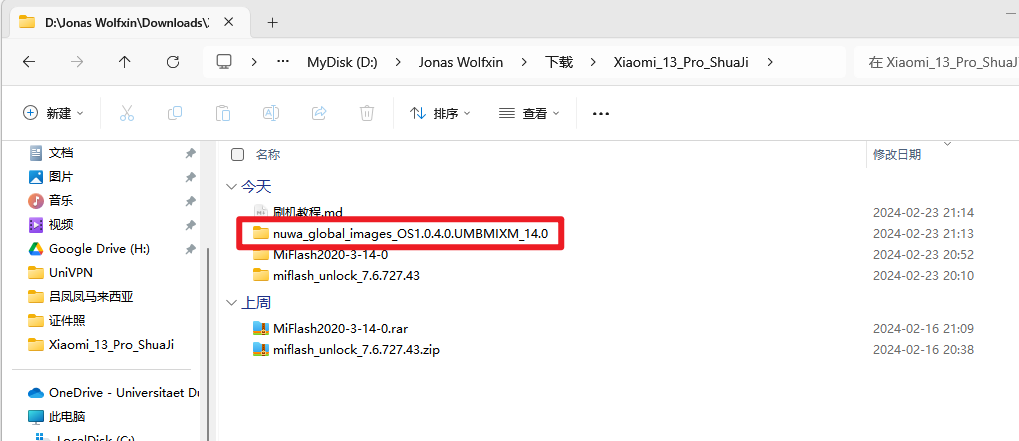 D:\Jonas Wolfxin\Downloads\
MyDisk (D:) Jonas Wolfxin 下载 Xiaomi_13_Pro_ShuaJi 在 Xiaomi_13_Pro_ShuaJ
新建 排序 查看
文档
图片
音乐
视频
Google Drive (H:)
UniVPN
吕凤凤马来西亚
证件照
Xiaomi_13_Pro_ShuaJi
OneDrive - Universitaet Du
此电脑
LocalDisk (C:)
名称 修改日期
今天
刷机教程.md 2024-02-23 21:14
nuwa_global_images_OS1.0.4.0.UMBMIXM_14.0 2024-02-23 21:13
MiFlash2020-3-14-0 2024-02-23 20:52
miflash_unlock_7.6.727.43 2024-02-23 20:10
上周
MiFlash2020-3-14-0.rar 2024-02-16 21:09
miflash_unlock_7.6.727.43.zip 2024-02-16 20:38